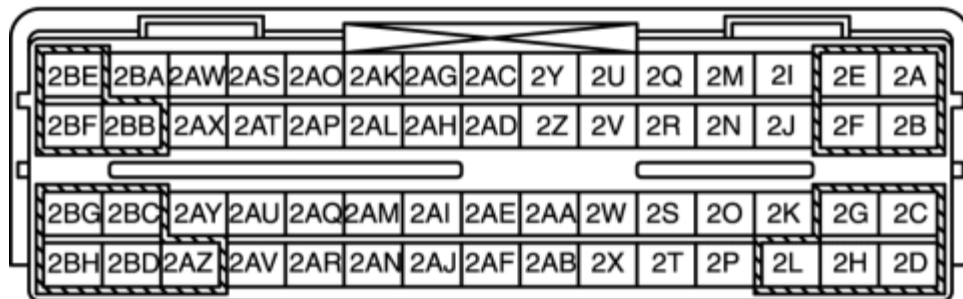 2BE 2BA 2AW 2AS 2AO 2AK 2AG 2AC 2Y 2U 2Q 2M 2I 2E 2A
2BF 2BB 2AX 2AT 2AP 2AL 2AH 2AD 2Z 2V 2R 2N 2J 2F 2B
2BG 2BC 2AY 2AU 2AQ 2AM 2AI 2AE 2AA 2W 2S 2O 2K 2G 2C
2BH 2BD 2AZ 2AV 2AR 2AN 2AJ 2AF 2AB 2X 2T 2P 2L 2H 2D